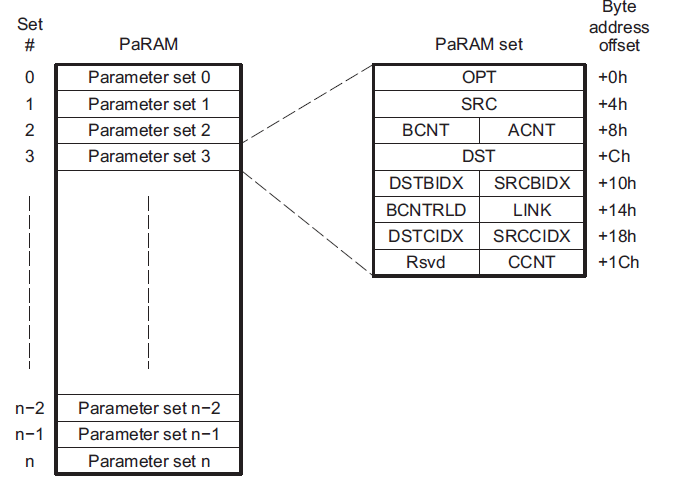 Set
#
PaRAM
PaRAM set
Byte
address
offset
0 Parameter set 0 OPT +0h
1 Parameter set 1 SRC +4h
2 Parameter set 2 BCNT ACNT +8h
3 Parameter set 3 DST +Ch
DSTBIDX SRCBIDX +10h
BCNTRLD LINK +14h
DSTCIDX SRCCIDX +18h
Rsvd CCNT +1Ch
n−2 Parameter set n−2
n−1 Parameter set n−1
n Parameter set n